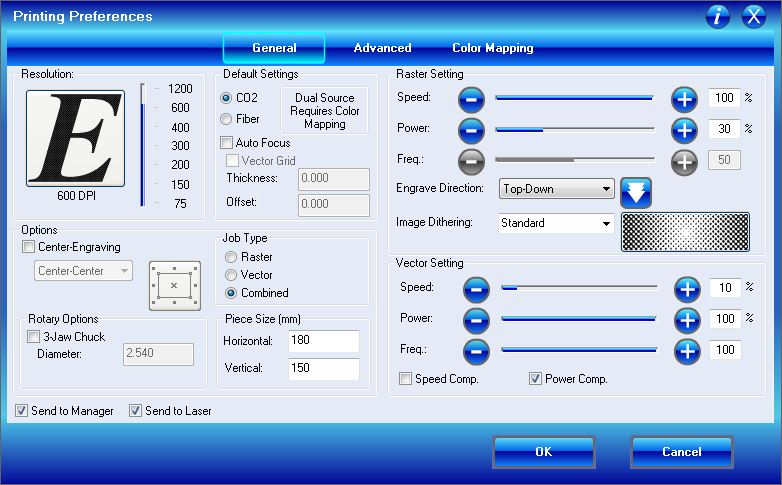 Printing Preferences
i X
General Advanced Color Mapping
Resolution:
E
600 DPI
1200
600
400
300
200
150
75
Default Settings
CO2
Fiber
Dual Source
Requires Color
Mapping
Auto Focus
Vector Grid
Thickness: 0.000
Offset: 0.000
Options
Center-Engraving
Center-Center
Rotary Options
3-Jaw Chuck
Diameter: 2.540
Job Type
Raster
Vector
Combined
Piece Size (mm)
Horizontal: 180
Vertical: 150
Raster Setting
Speed: 100 %
Power: 30 %
Freq.: 50
Engrave Direction: Top-Down
Image Dithering: Standard
Vector Setting
Speed: 10 %
Power: 100 %
Freq.: 100
Speed Comp. Power Comp.
Send to Manager Send to Laser
OK Cancel